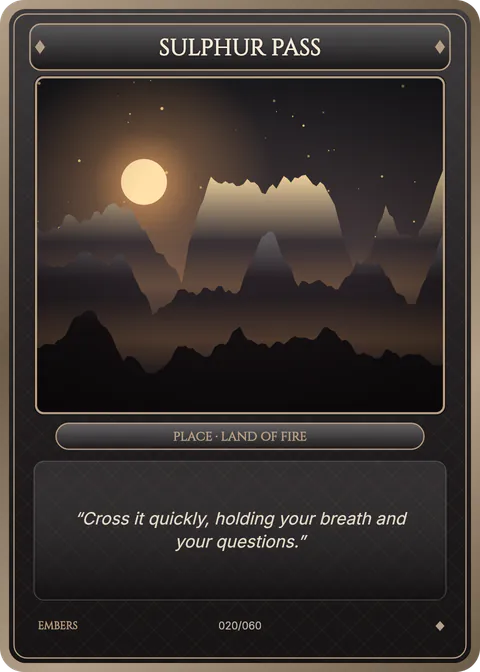 SULPHUR PASS
PLACE · LAND OF FIRE
“Cross it quickly, holding your breath and
your questions.”
EMBERS
020/060